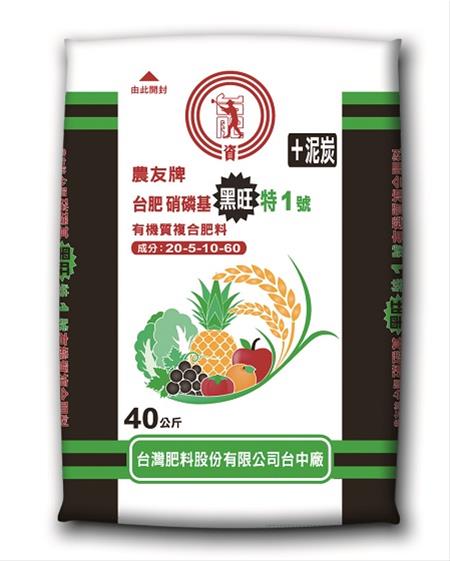 由此開封
資
＋泥炭
農友牌
台肥 硝磷基 黑旺 特1號
有機質複合肥料
成分：20-5-10-60
40公斤
台灣肥料股份有限公司台中廠